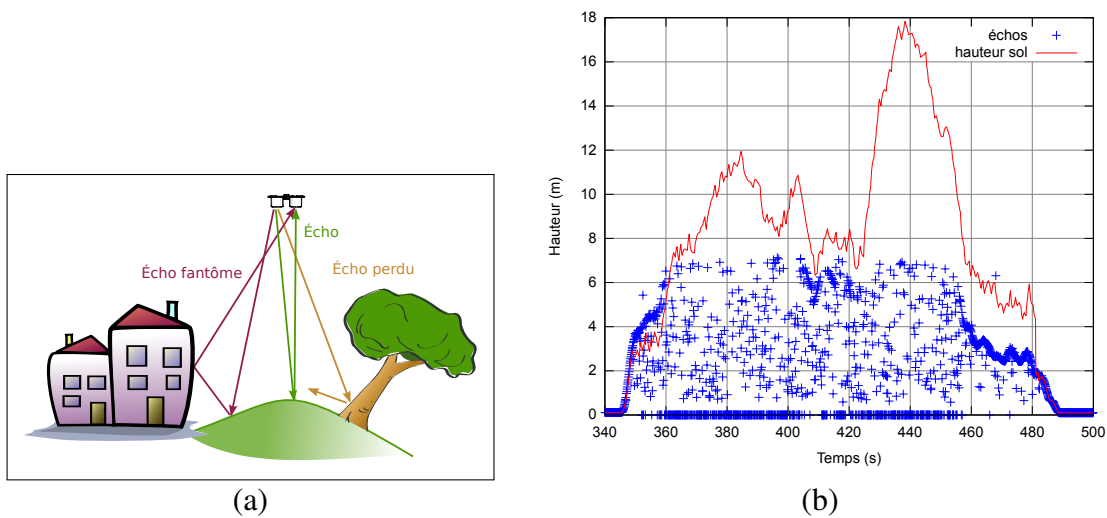 Écho
Écho fantôme
Écho perdu
(a)
échos
hauteur sol
Hauteur (m)
18
16
14
12
10
8
6
4
2
0
340 360 380 400 420 440 460 480 500
Temps (s)
(b)